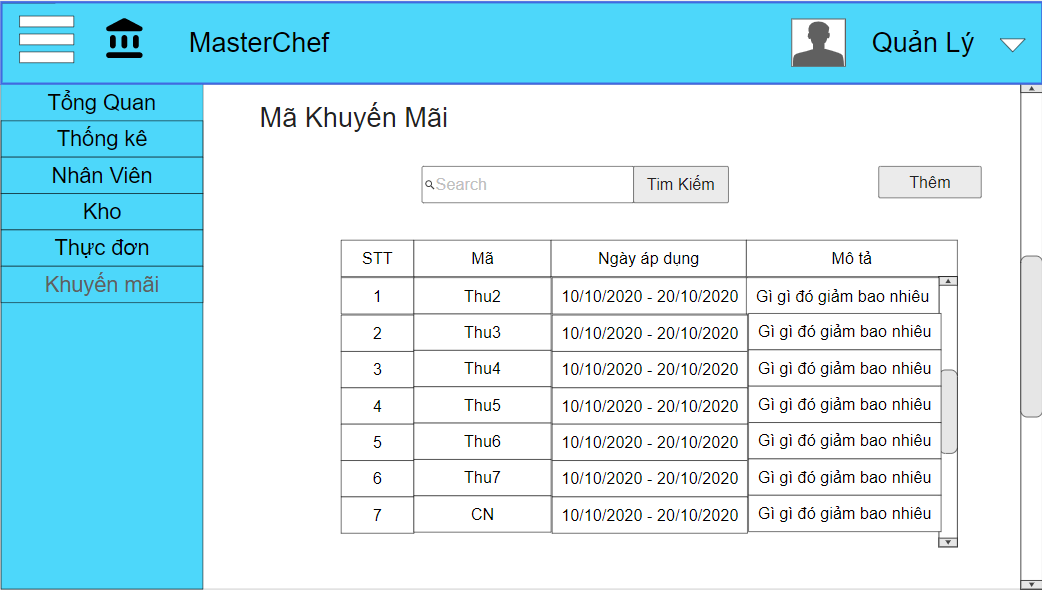 MasterChef
Quản Lý
Tổng Quan
Thống kê
Nhân Viên
Kho
Thực đơn
Khuyến mãi
Mã Khuyến Mãi
Search
Tìm Kiếm
Thêm
STT Mã Ngày áp dụng Mô tả
1 Thu2 10/10/2020 - 20/10/2020 Gì gì đó giảm bao nhiêu
2 Thu3 10/10/2020 - 20/10/2020 Gì gì đó giảm bao nhiêu
3 Thu4 10/10/2020 - 20/10/2020 Gì gì đó giảm bao nhiêu
4 Thu5 10/10/2020 - 20/10/2020 Gì gì đó giảm bao nhiêu
5 Thu6 10/10/2020 - 20/10/2020 Gì gì đó giảm bao nhiêu
6 Thu7 10/10/2020 - 20/10/2020 Gì gì đó giảm bao nhiêu
7 CN 10/10/2020 - 20/10/2020 Gì gì đó giảm bao nhiêu